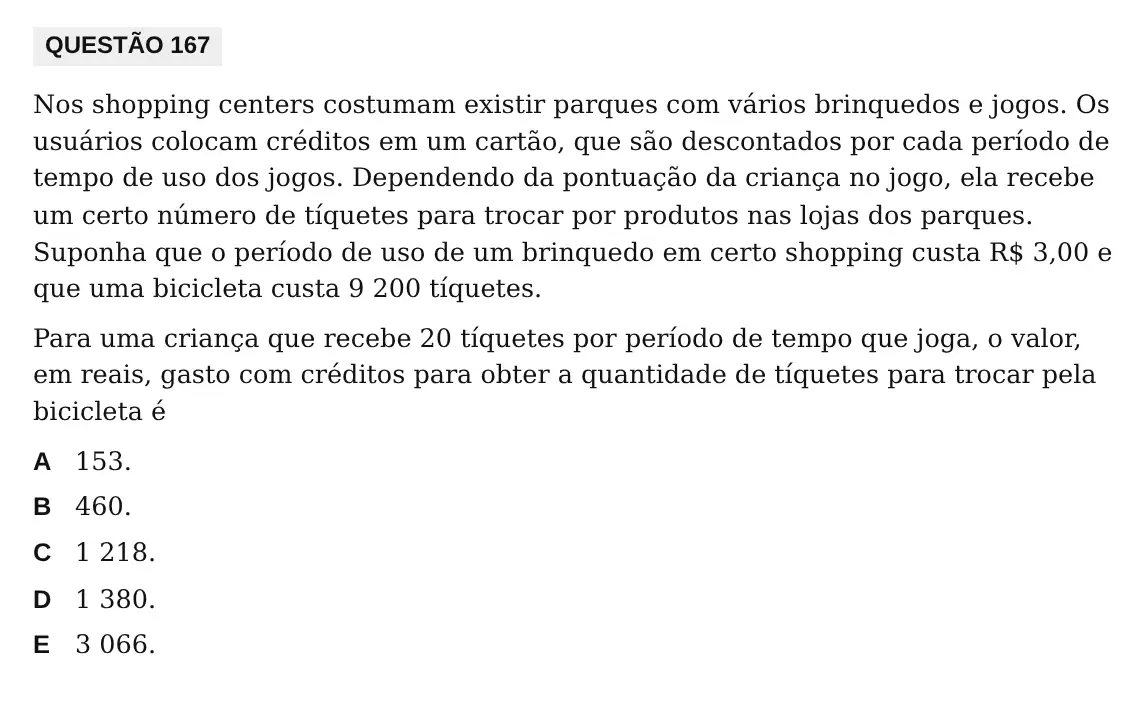 QUESTÃO 167
Nos shopping centers costumam existir parques com vários brinquedos e jogos. Os
usuários colocam créditos em um cartão, que são descontados por cada período de
tempo de uso dos jogos. Dependendo da pontuação da criança no jogo, ela recebe
um certo número de tíquetes para trocar por produtos nas lojas dos parques.
Suponha que o período de uso de um brinquedo em certo shopping custa R$ 3,00 e
que uma bicicleta custa 9 200 tíquetes.
Para uma criança que recebe 20 tíquetes por período de tempo que joga, o valor,
em reais, gasto com créditos para obter a quantidade de tíquetes para trocar pela
bicicleta é
A 153.
B 460.
C 1 218.
D 1 380.
E 3 066.